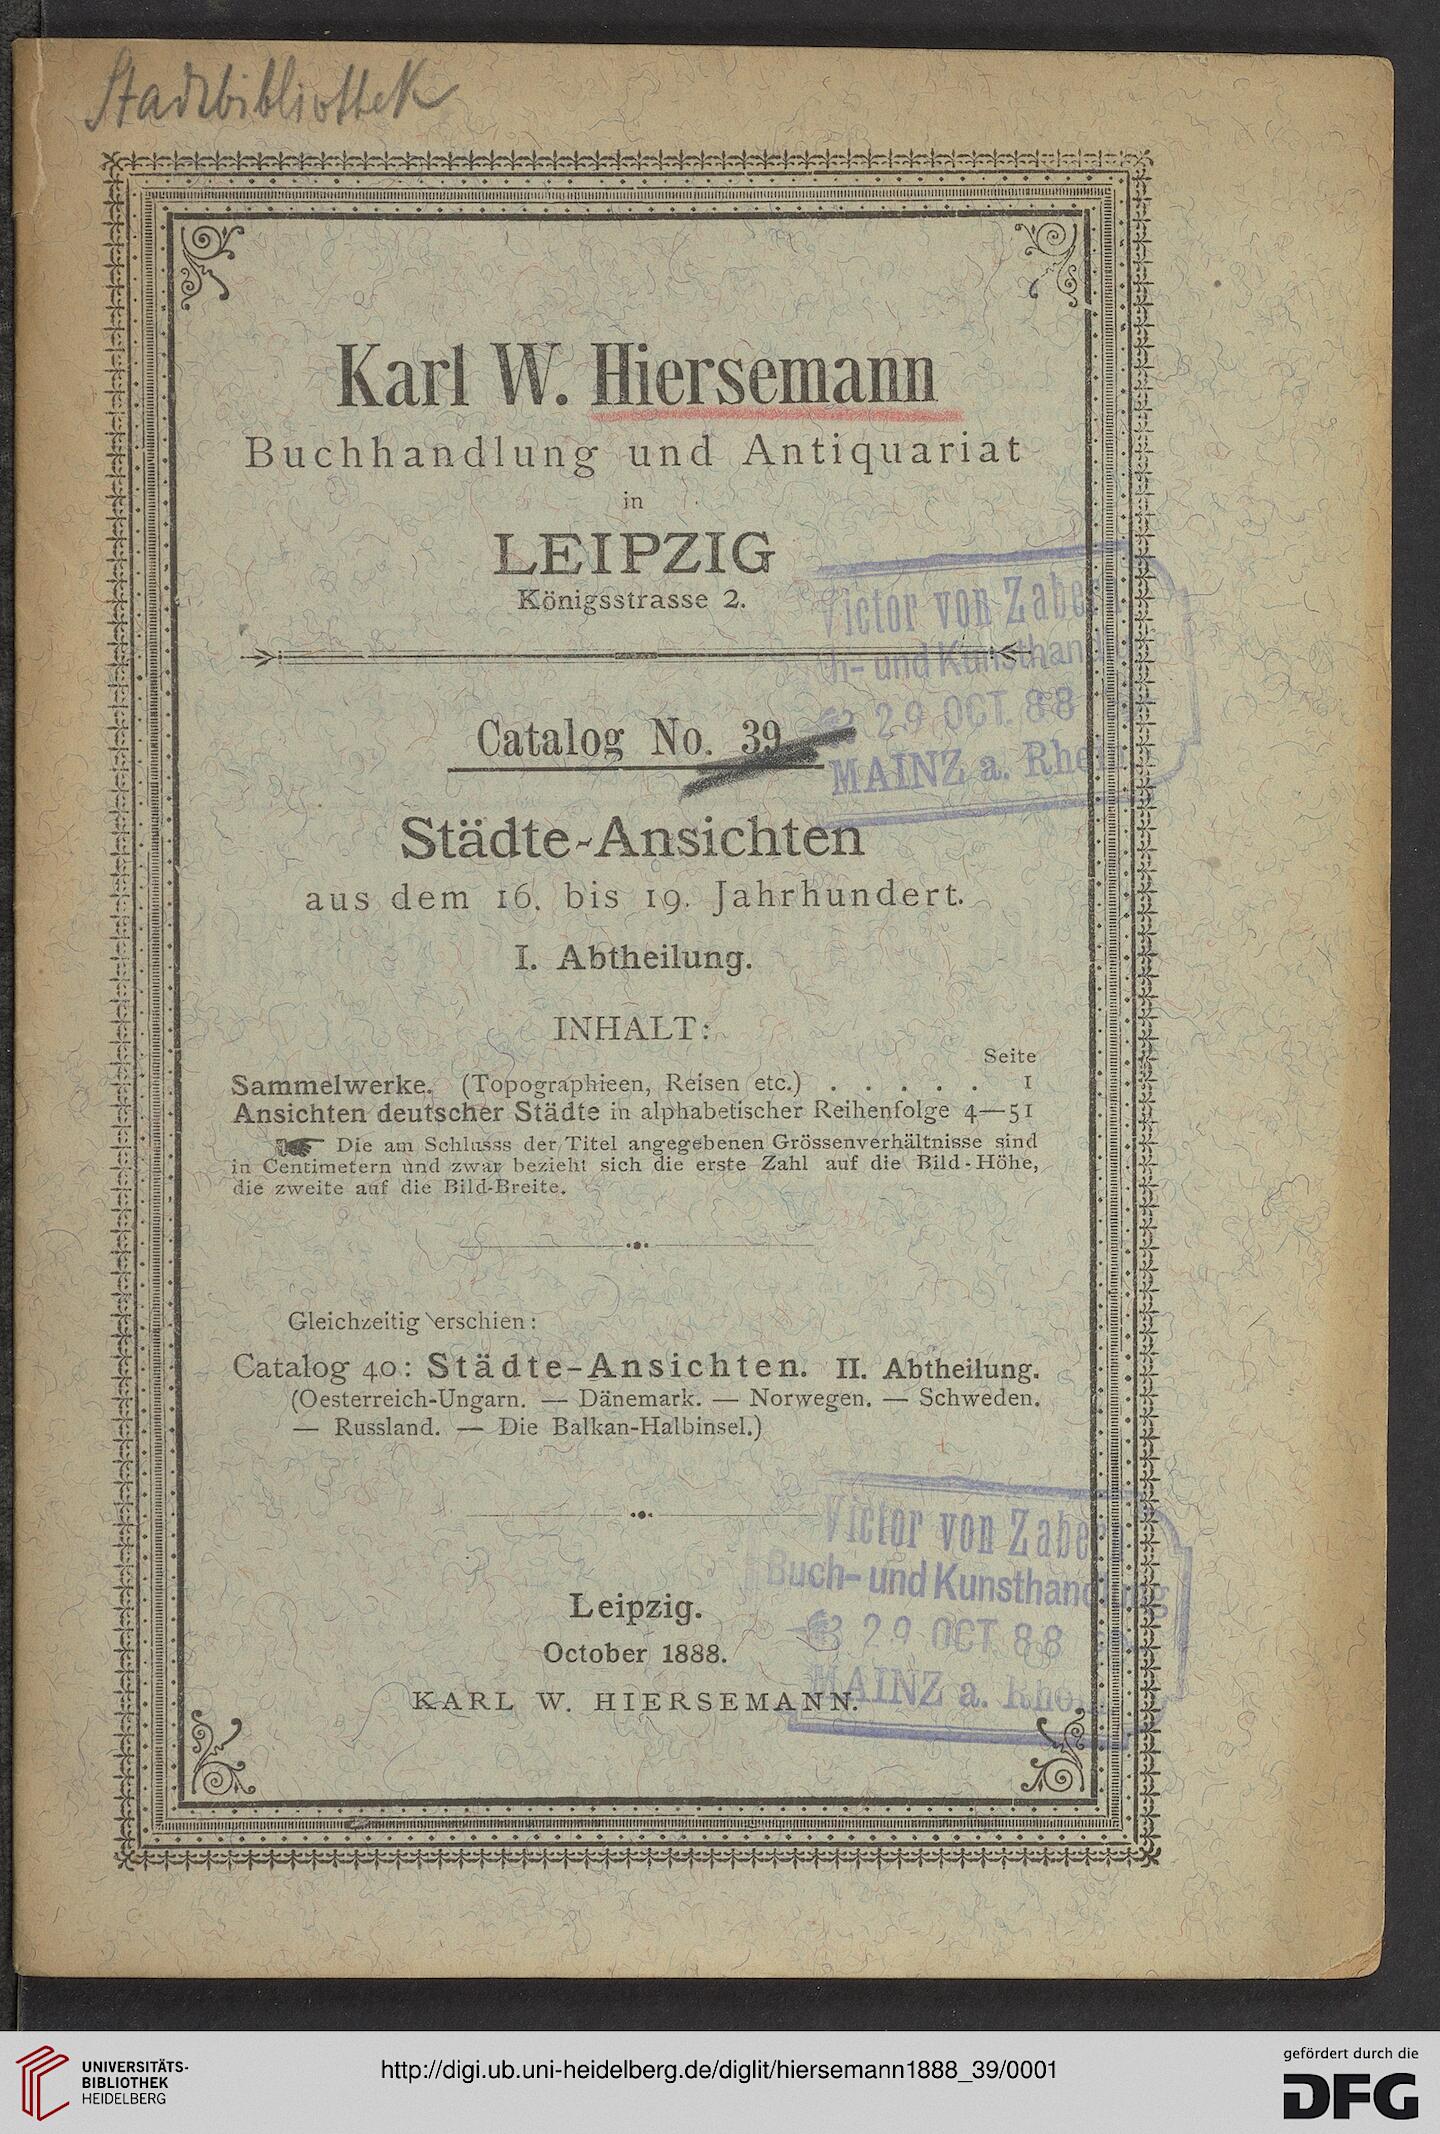 Stadtbibliothek
Karl W. Hiersemann
Buchhandlung und Antiquariat
in
LEIPZIG
Königsstrasse 2.
Victor von Zabern
ch- und Kunsthandlung
29 OCT. 88
MAINZ a. Rhein
Catalog No. 39
Städte-Ansichten
aus dem 16. bis 19. Jahrhundert.
I. Abtheilung.
INHALT:
Seite
Sammelwerke. (Topographieen, Reisen etc.) . . . . . . 1
Ansichten deutscher Städte in alphabetischer Reihenfolge 4—51
☛ Die am Schlusss der Titel angegebenen Grössenverhältnisse sind
in Centimetern und zwar bezieht sich die erste Zahl auf die Bild-Höhe,
die zweite auf die Bild-Breite.
Gleichzeitig erschien:
Catalog 40: Städte-Ansichten. II. Abtheilung.
(Oesterreich-Ungarn. — Dänemark. — Norwegen. — Schweden.
— Russland. — Die Balkan-Halbinsel.)
Victor von Zabern
Buch- und Kunsthandlung
29 OCT. 88
MAINZ a. Rhein
Leipzig.
October 1888.
KARL W. HIERSEMANN.
UNIVERSITÄTS-
BIBLIOTHEK
HEIDELBERG
http://digi.ub.uni-heidelberg.de/diglit/hiersemann1888_39/0001
gefördert durch die
DFG